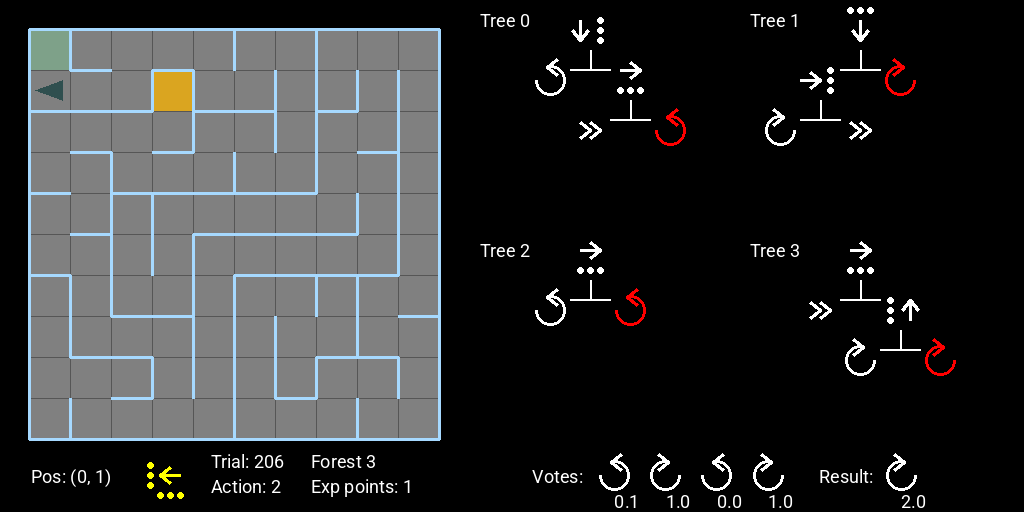 Tree 0
Tree 1
Tree 2
Tree 3
Pos: (0, 1)
Trial: 206
Forest 3
Action: 2
Exp points: 1
Votes:
0.1
1.0
0.0
1.0
Result:
2.0